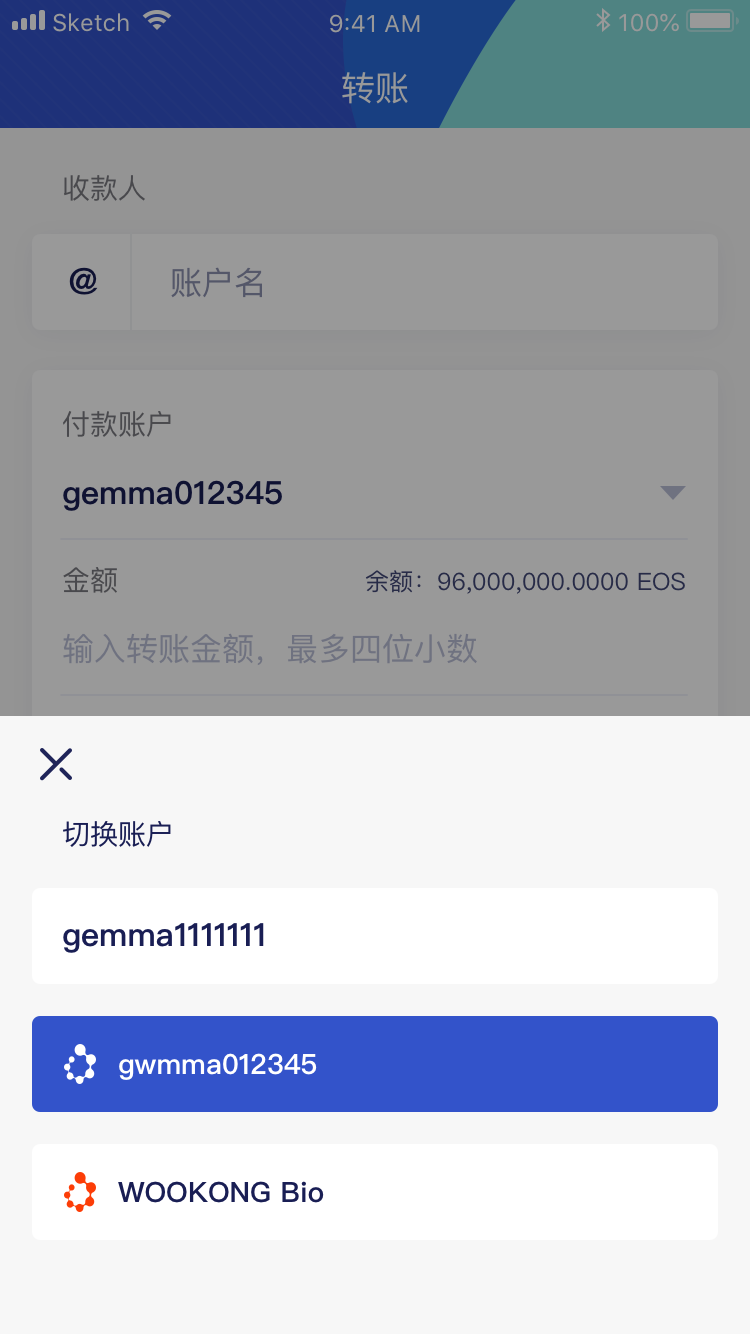 Sketch 9:41 AM 100%
转账
收款人
@ 账户名
付款账户
gemma012345
金额 余额：96,000,000.0000 EOS
输入转账金额，最多四位小数
切换账户
gemma1111111
gwmma012345
WOOKONG Bio